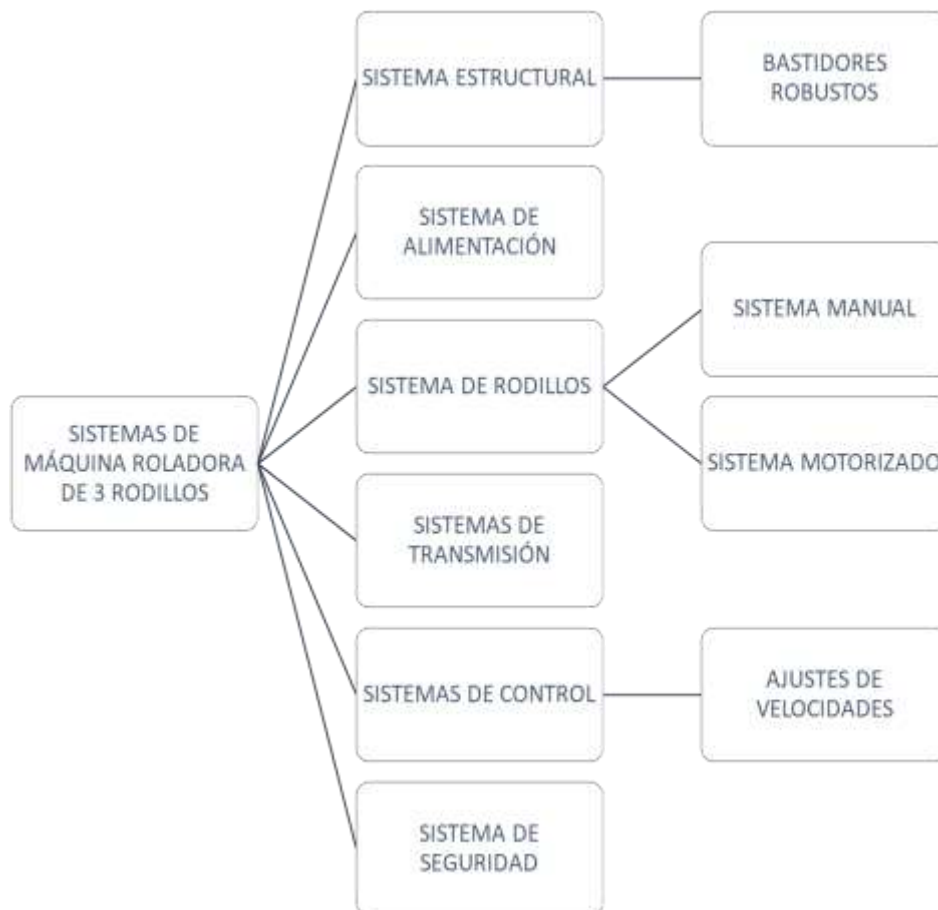 SISTEMA ESTRUCTURAL
BASTIDORES
ROBUSTOS
SISTEMA DE
ALIMENTACIÓN
SISTEMA MANUAL
SISTEMA DE RODILLOS
SISTEMAS DE
MÁQUINA ROLADORA
DE 3 RODILLOS
SISTEMA MOTORIZADO
SISTEMAS DE
TRANSMISIÓN
SISTEMAS DE CONTROL
AJUSTES DE
VELOCIDADES
SISTEMA DE
SEGURIDAD